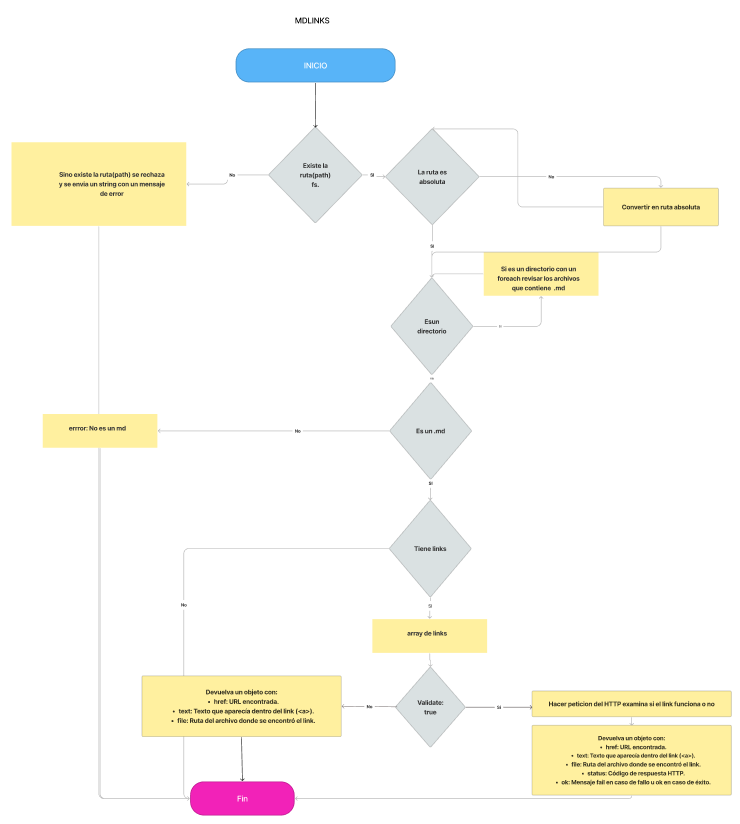 MDLINKS
INICIO
Existe la
ruta(path)
fs.
No
Si
Sino existe la ruta(path) se rechaza
y se envia un string con un mensaje
de error
La ruta es
absoluta
No
Convertir en ruta absoluta
Si
Si es un directorio con un
foreach revisar los archivos
que contiene .md
Esun
directorio
Es un .md
No
errror: No es un md
Si
Tiene links
No
Si
array de links
Validate:
true
No
Si
Devuelva un objeto con:
• href: URL encontrada.
• text: Texto que aparecía dentro del link (<a>).
• file: Ruta del archivo donde se encontró el link.
Hacer peticion del HTTP examina si el link funciona o no
Devuelva un objeto con:
• href: URL encontrada.
• text: Texto que aparecía dentro del link (<a>).
• file: Ruta del archivo donde se encontró el link.
• status: Código de respuesta HTTP.
• ok: Mensaje fail en caso de fallo u ok en caso de éxito.
Fin